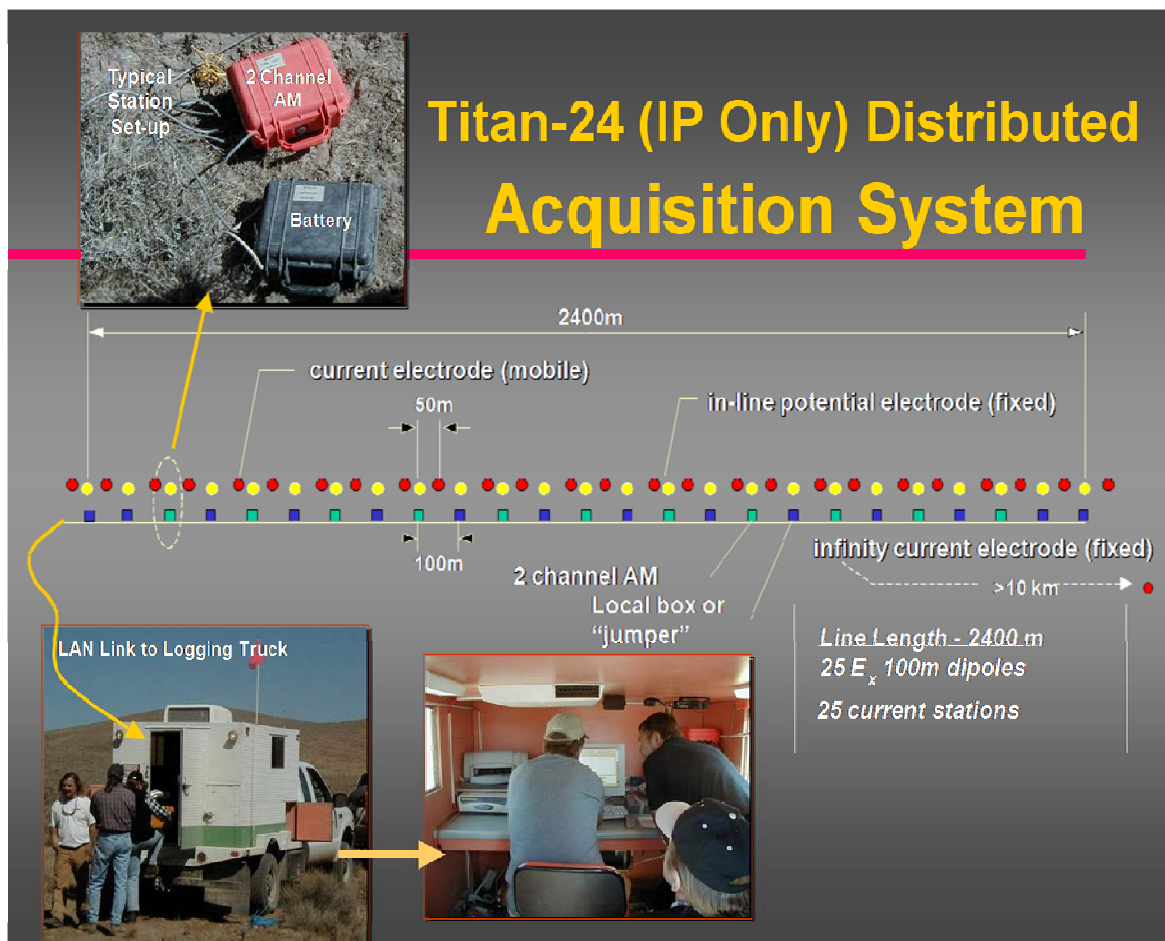 Typical
Station
Set-up
2 Channel
AM
Battery
Titan-24 (IP Only) Distributed
Acquisition System
2400m
current electrode (mobile)
50m
in-line potential electrode (fixed)
100m
2 channel AM
Local box or
“jumper”
infinity current electrode (fixed)
>10 km
Line Length - 2400 m
25 Ex 100m dipoles
25 current stations
LAN Link to Logging Truck